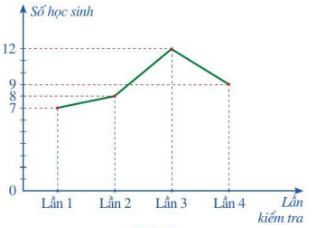 Số học sinh
12
9
8
7
0
Lần 1 Lần 2 Lần 3 Lần 4 Lần
kiểm tra